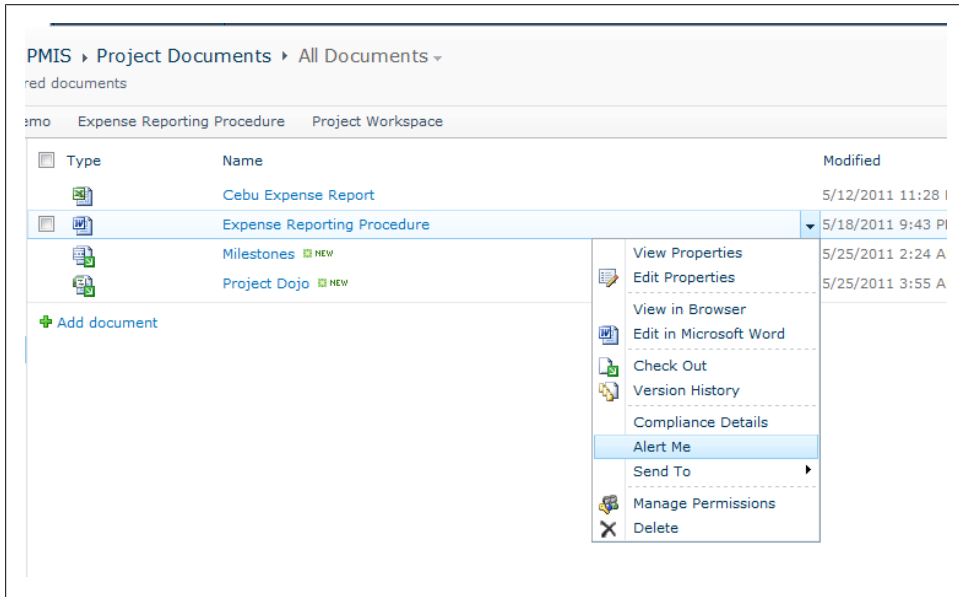 PMIS ▸ Project Documents ▸ All Documents
red documents
emo Expense Reporting Procedure Project Workspace
Type Name Modified
Cebu Expense Report 5/12/2011 11:28
Expense Reporting Procedure 5/18/2011 9:43 P
Milestones NEW 5/25/2011 2:24 A
Project Dojo NEW 5/25/2011 3:55 A
Add document
View Properties
Edit Properties
View in Browser
Edit in Microsoft Word
Check Out
Version History
Compliance Details
Alert Me
Send To
Manage Permissions
Delete